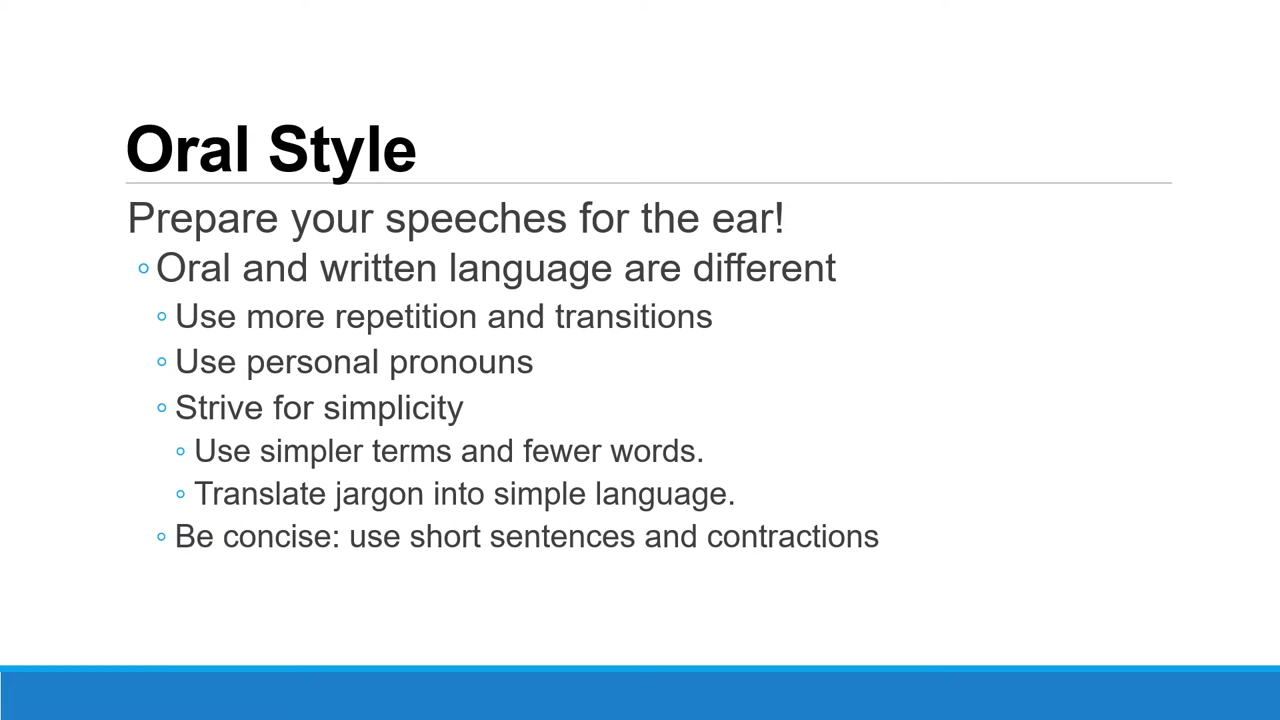 Oral Style
Prepare your speeches for the ear!
◦Oral and written language are different
◦Use more repetition and transitions
◦Use personal pronouns
◦Strive for simplicity
◦Use simpler terms and fewer words.
◦Translate jargon into simple language.
◦Be concise: use short sentences and contractions